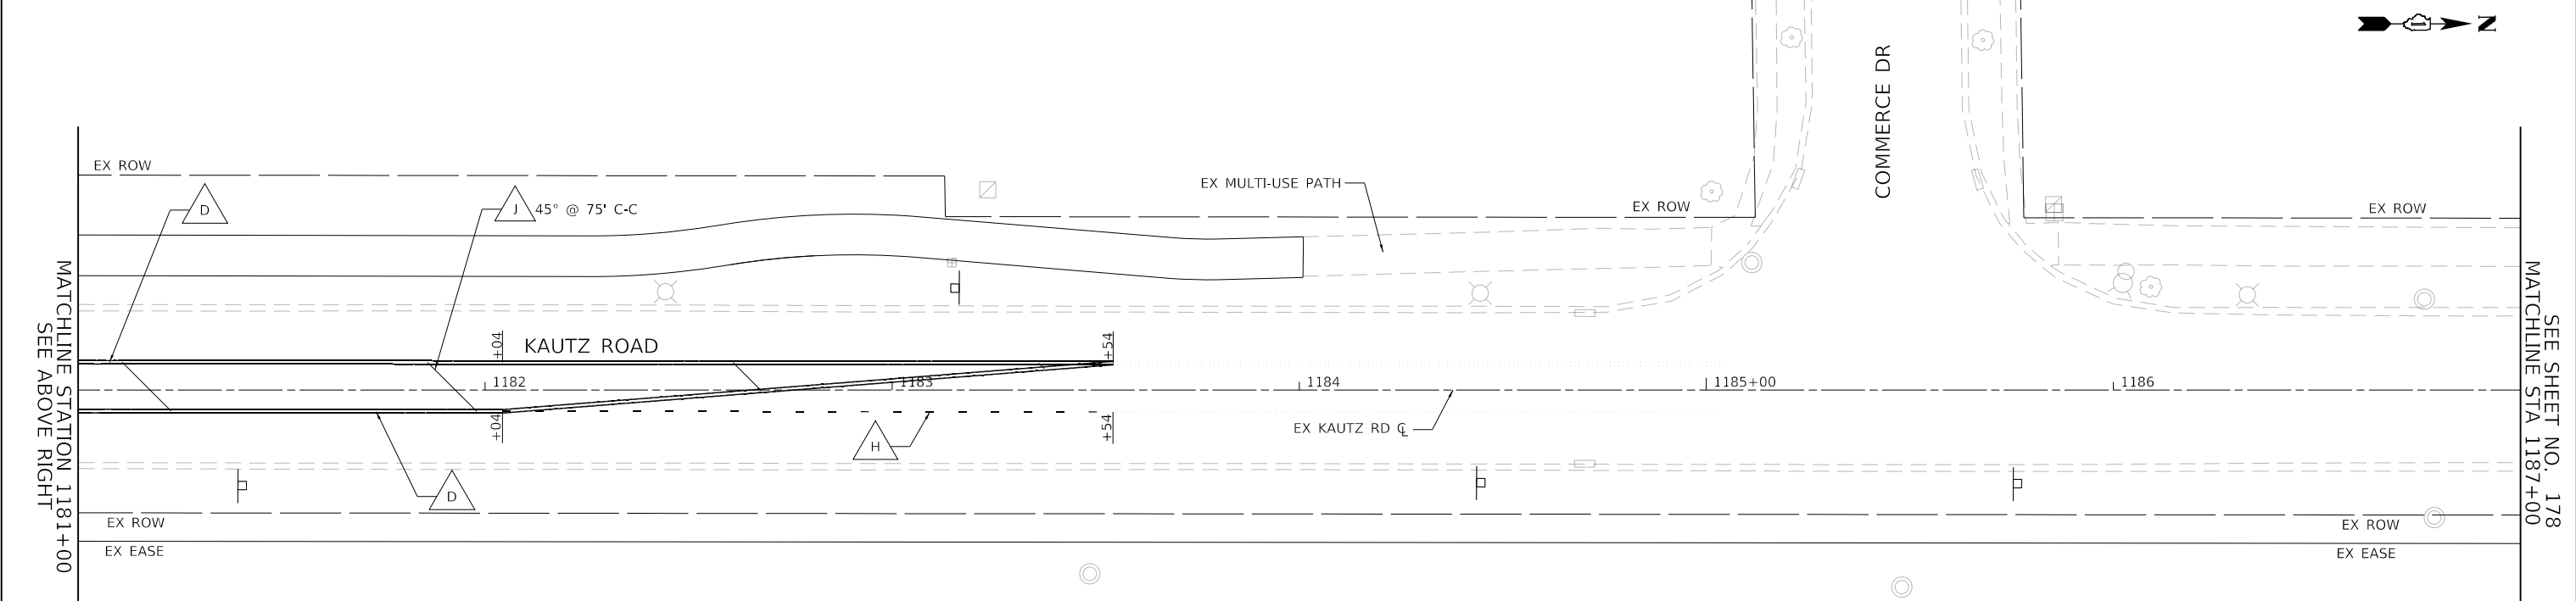 N
COMMERCE DR
EX ROW
D
J 45° @ 75' C-C
EX MULTI-USE PATH
EX ROW
EX ROW
MATCHLINE STATION 1181+00
SEE ABOVE RIGHT
+04
KAUTZ ROAD
+54
1182
1183
1184
1185+00
1186
+04
+54
H
EX KAUTZ RD ℄
D
EX ROW
EX EASE
EX ROW
EX EASE
SEE SHEET NO. 178
MATCHLINE STA 1187+00